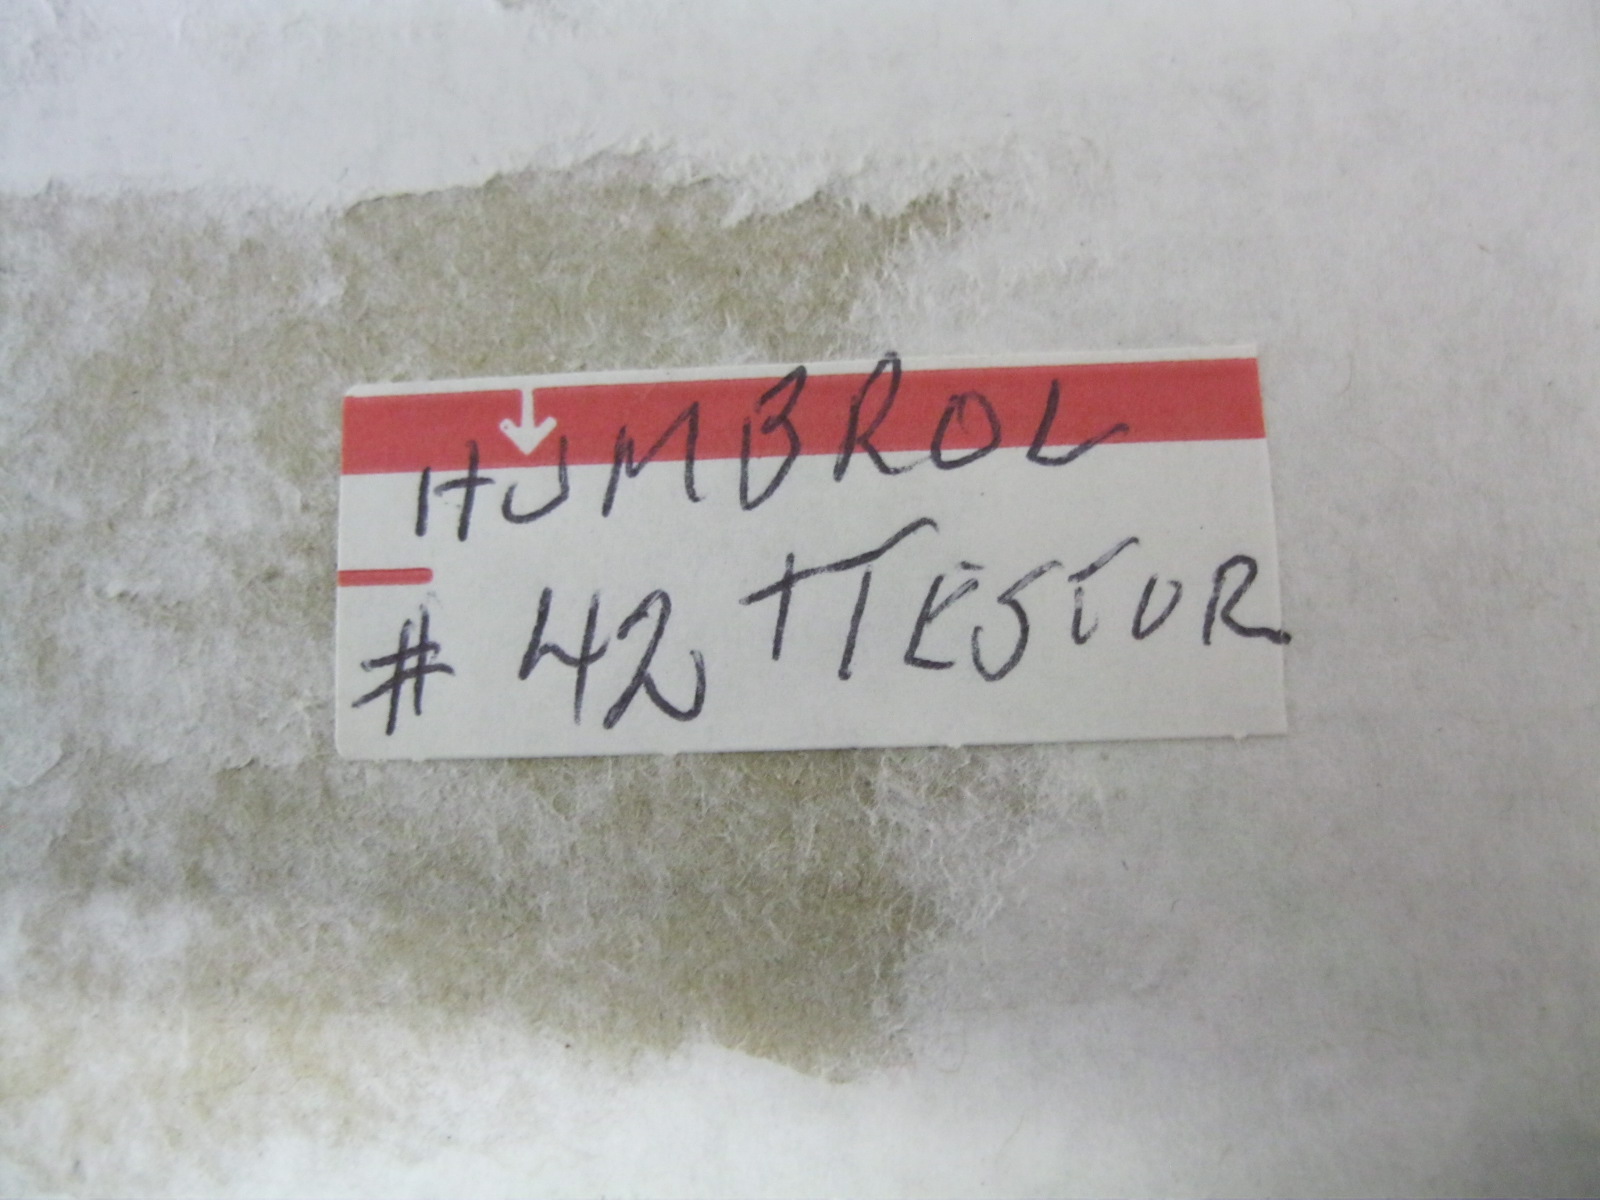 HUMBROL
# 42 + TESTOR